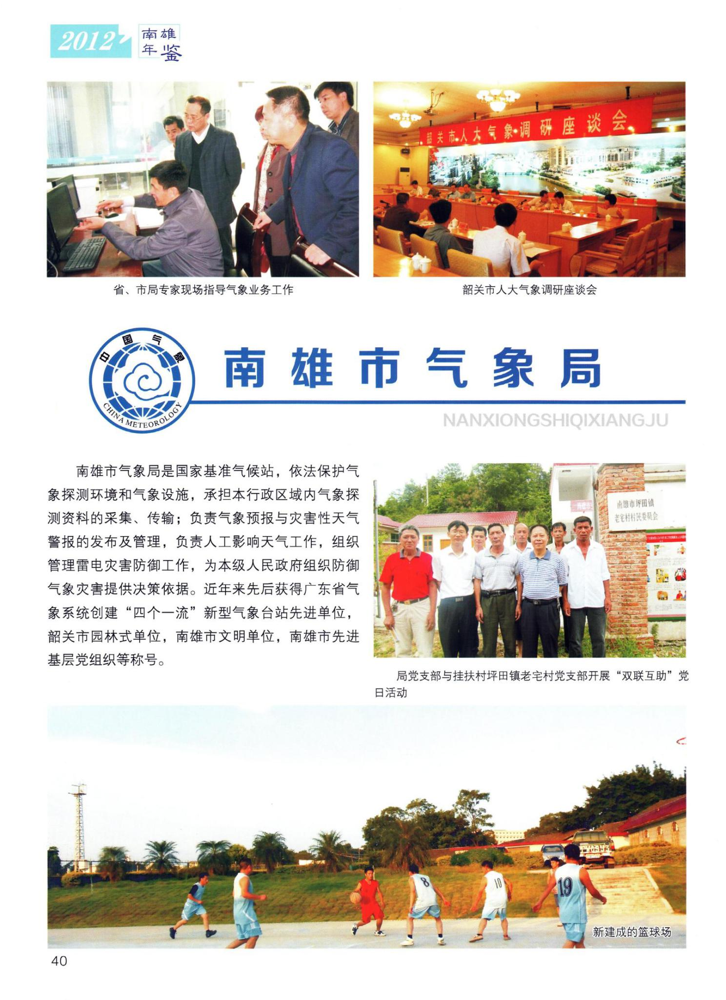 2012
南雄
年鉴
韶关市人大气象调研座谈会
省、市局专家现场指导气象业务工作
韶关市人大气象调研座谈会
中国气象
CHINA METEOROLOGY
南雄市气象局
NANXIONGSHIQIXIANGJU
南雄市气象局是国家基准气候站，依法保护气
象探测环境和气象设施，承担本行政区域内气象探
测资料的采集、传输；负责气象预报与灾害性天气
警报的发布及管理，负责人工影响天气工作，组织
管理雷电灾害防御工作，为本级人民政府组织防御
气象灾害提供决策依据。近年来先后获得广东省气
象系统创建“四个一流”新型气象台站先进单位，
韶关市园林式单位，南雄市文明单位，南雄市先进
基层党组织等称号。
南雄市坪田镇
老宅村村民委员会
局党支部与挂扶村坪田镇老宅村党支部开展“双联互助”党
日活动
8
10
19
新建成的篮球场
40